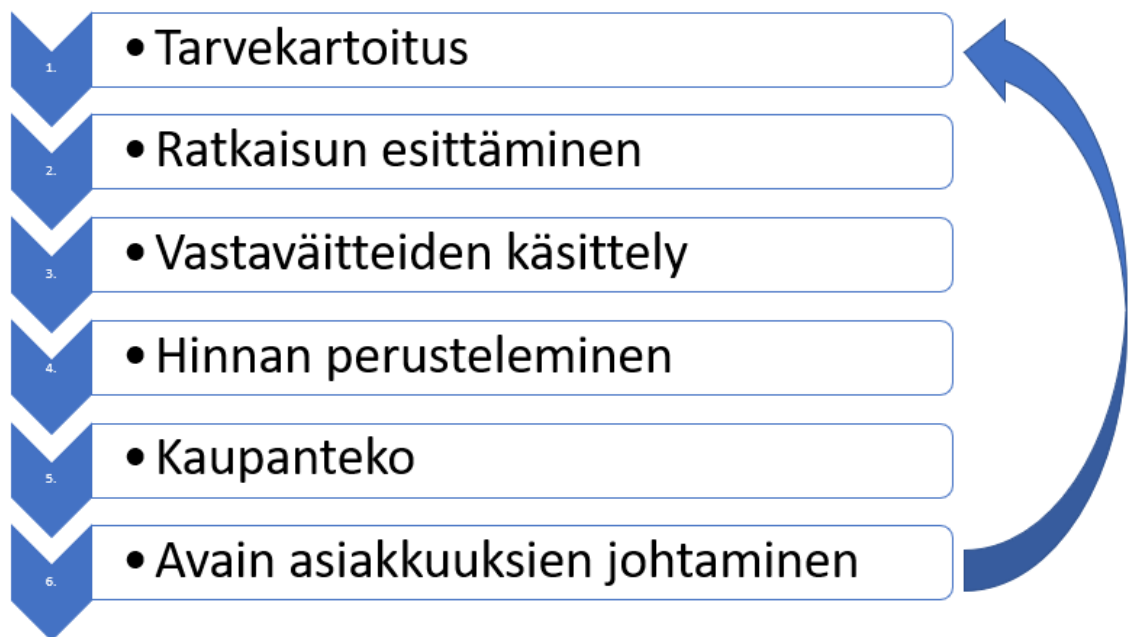 1. • Tarvekartoitus
2. • Ratkaisun esittäminen
3. • Vastaväitteiden käsittely
4. • Hinnan perusteleminen
5. • Kaupanteko
6. • Avain asiakkuuksien johtaminen